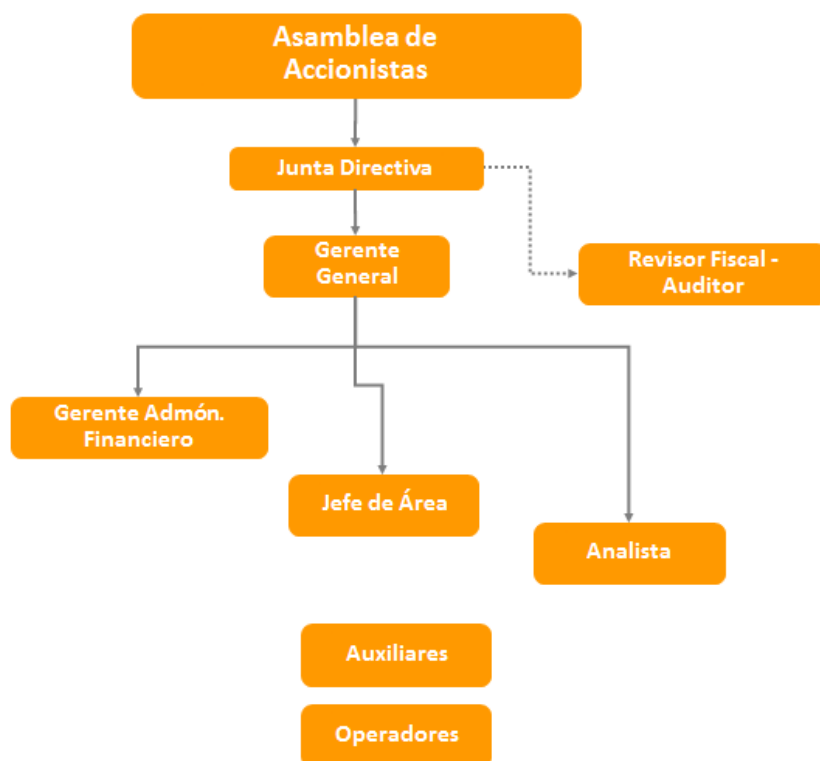 Asamblea de
Accionistas
Junta Directiva
Gerente
General
Revisor Fiscal -
Auditor
Gerente Admón.
Financiero
Jefe de Área
Analista
Auxiliares
Operadores